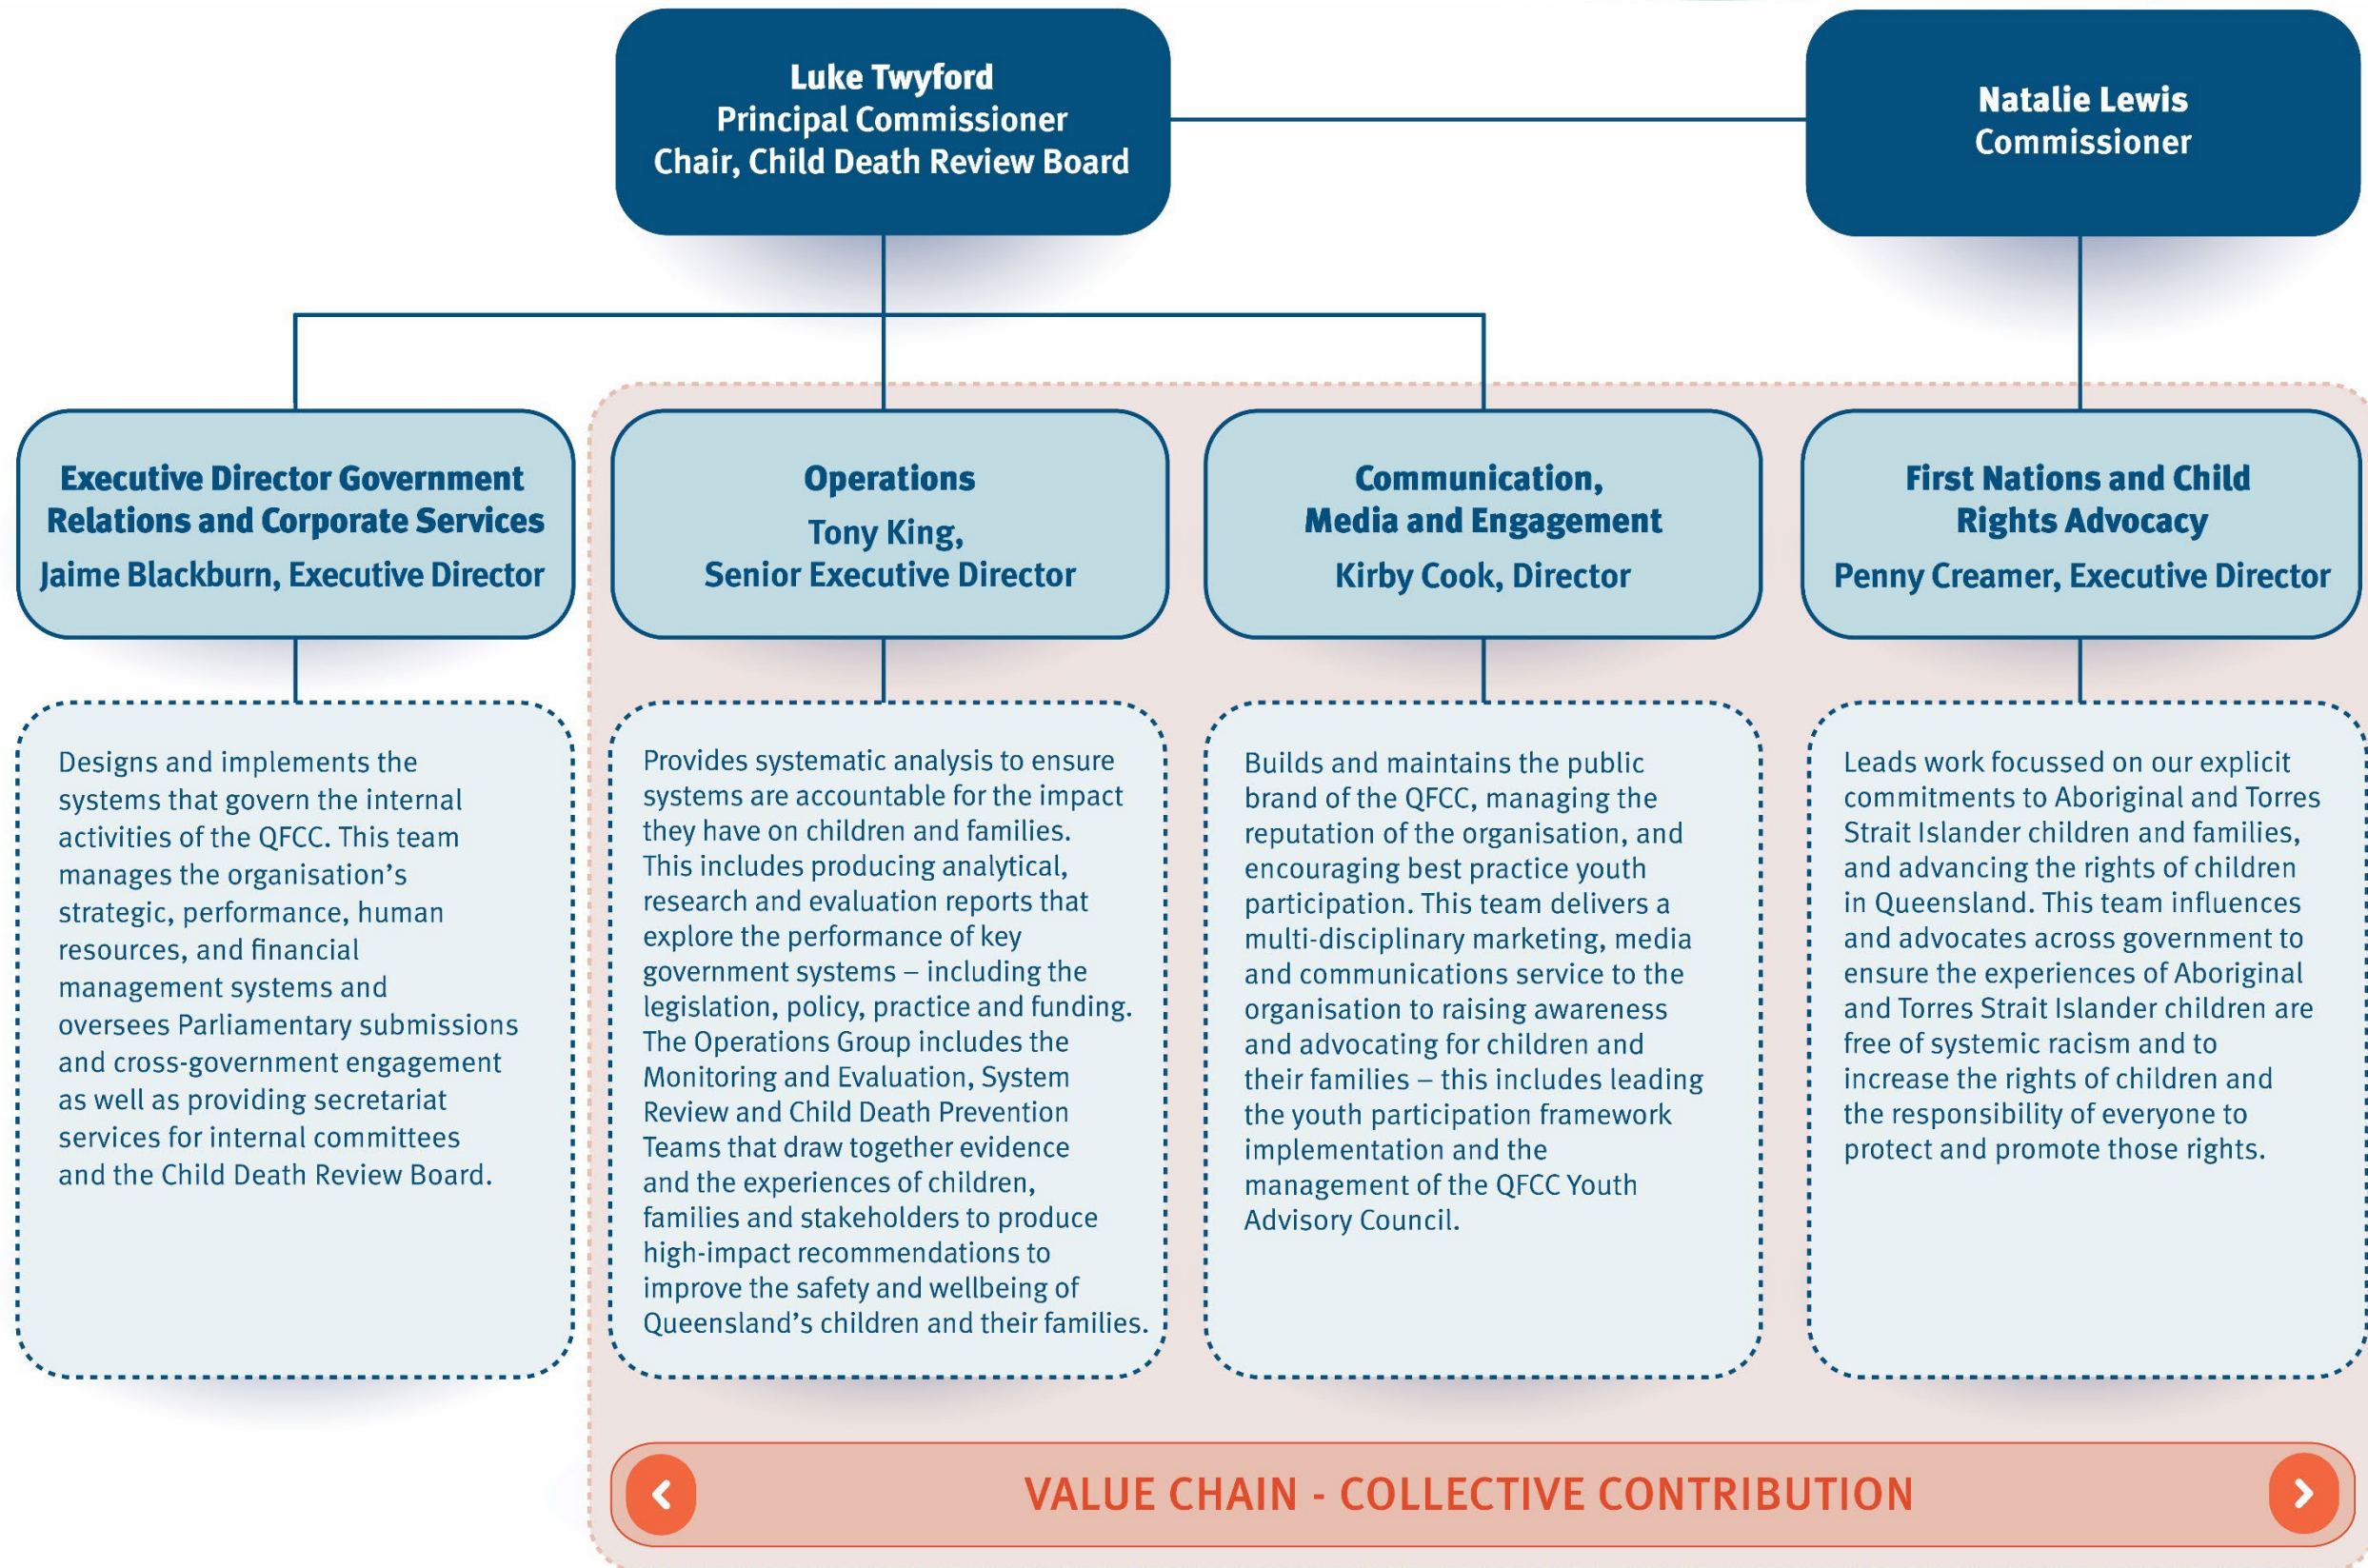 Luke Twyford
Principal Commissioner
Chair, Child Death Review Board
Natalie Lewis
Commissioner
Executive Director Government
Relations and Corporate Services
Jaime Blackburn, Executive Director
Operations
Tony King,
Senior Executive Director
Communication,
Media and Engagement
Kirby Cook, Director
First Nations and Child
Rights Advocacy
Penny Creamer, Executive Director
Designs and implements the
systems that govern the internal
activities of the QFCC. This team
manages the organisation’s
strategic, performance, human
resources, and financial
management systems and
oversees Parliamentary submissions
and cross-government engagement
as well as providing secretariat
services for internal committees
and the Child Death Review Board.
Provides systematic analysis to ensure
systems are accountable for the impact
they have on children and families.
This includes producing analytical,
research and evaluation reports that
explore the performance of key
government systems – including the
legislation, policy, practice and funding.
The Operations Group includes the
Monitoring and Evaluation, System
Review and Child Death Prevention
Teams that draw together evidence
and the experiences of children,
families and stakeholders to produce
high-impact recommendations to
improve the safety and wellbeing of
Queensland’s children and their families.
Builds and maintains the public
brand of the QFCC, managing the
reputation of the organisation, and
encouraging best practice youth
participation. This team delivers a
multi-disciplinary marketing, media
and communications service to the
organisation to raising awareness
and advocating for children and
their families – this includes leading
the youth participation framework
implementation and the
management of the QFCC Youth
Advisory Council.
Leads work focussed on our explicit
commitments to Aboriginal and Torres
Strait Islander children and families,
and advancing the rights of children
in Queensland. This team influences
and advocates across government to
ensure the experiences of Aboriginal
and Torres Strait Islander children are
free of systemic racism and to
increase the rights of children and
the responsibility of everyone to
protect and promote those rights.
VALUE CHAIN - COLLECTIVE CONTRIBUTION